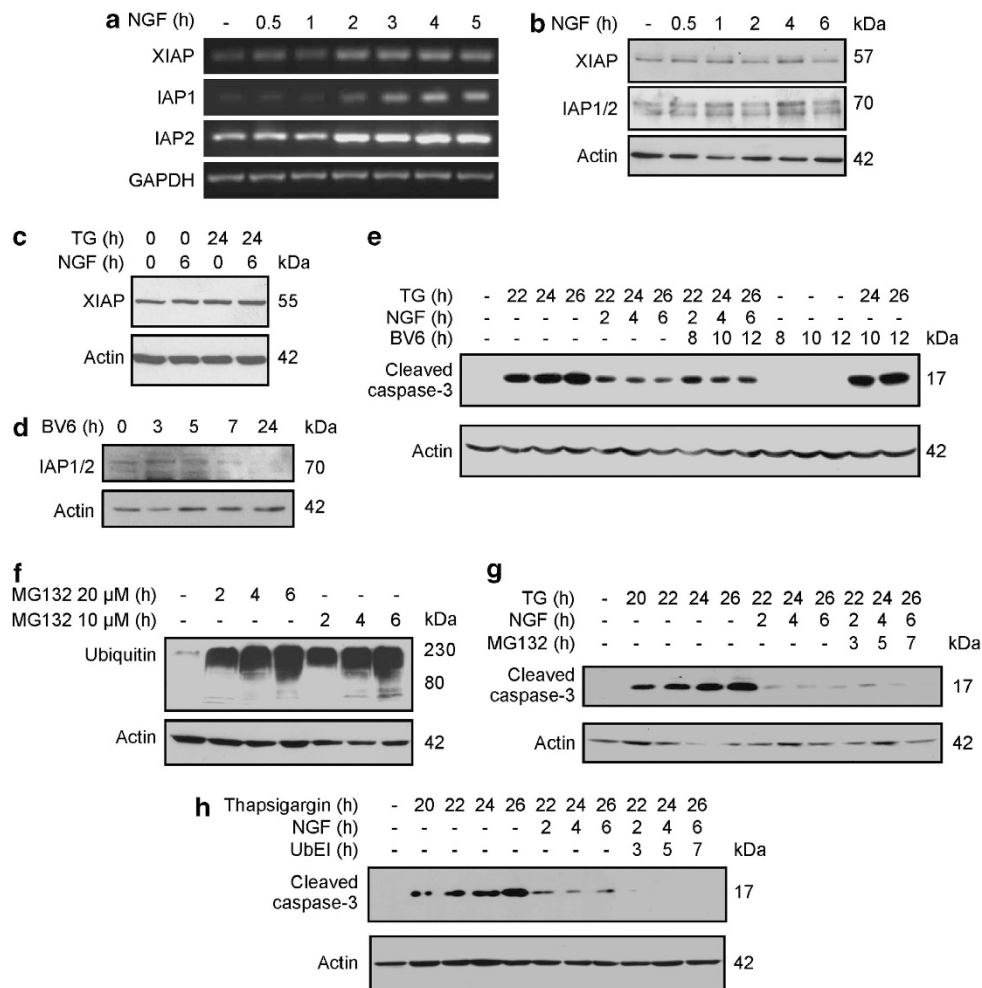 a NGF (h) - 0.5 1 2 3 4 5
XIAP
IAP1
IAP2
GAPDH
b NGF (h) - 0.5 1 2 4 6 kDa
XIAP 57
IAP1/2 70
Actin 42
c TG (h) 0 0 24 24
NGF (h) 0 6 0 6 kDa
XIAP 55
Actin 42
d BV6 (h) 0 3 5 7 24 kDa
IAP1/2 70
Actin 42
e
TG (h) - 22 24 26 22 24 26 22 24 26 - - - 24 26
NGF (h) - - - - 2 4 6 2 4 6 - - - - -
BV6 (h) - - - - - - - 8 10 12 8 10 12 10 12 kDa
Cleaved
caspase-3 17
Actin 42
f
MG132 20 µM (h) - 2 4 6 - - -
MG132 10 µM (h) - - - - 2 4 6 kDa
Ubiquitin 230
80
Actin 42
g
TG (h) - 20 22 24 26 22 24 26 22 24 26
NGF (h) - - - - - 2 4 6 2 4 6
MG132 (h) - - - - - - - - 3 5 7 kDa
Cleaved
caspase-3 17
Actin 42
h Thapsigargin (h) - 20 22 24 26 22 24 26 22 24 26
NGF (h) - - - - - 2 4 6 2 4 6
UbEI (h) - - - - - - - - 3 5 7 kDa
Cleaved
caspase-3 17
Actin 42